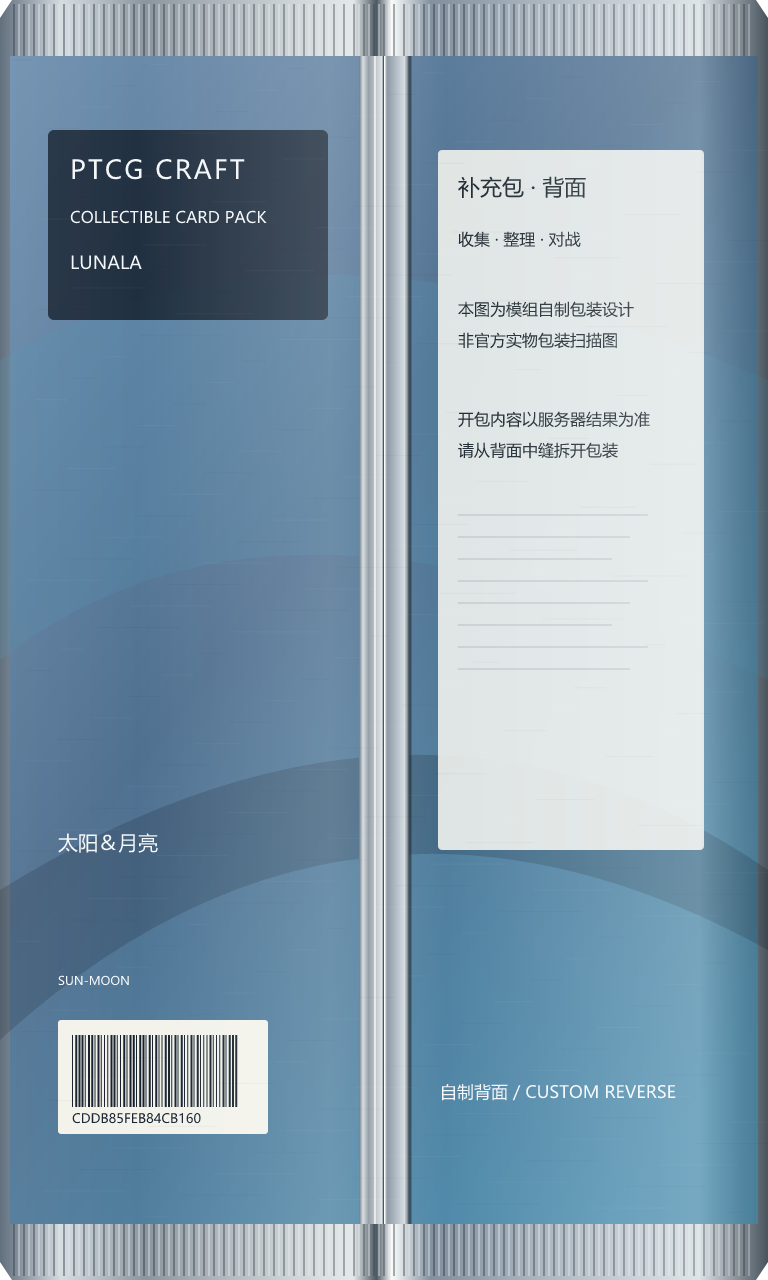 PTCG CRAFT
COLLECTIBLE CARD PACK
LUNALA
太阳&月亮
SUN-MOON
CDDB85FEB84CB160
补充包 · 背面
收集 · 整理 · 对战
本图为模组自制包装设计
非官方实物包装扫描图
开包内容以服务器结果为准
请从背面中缝拆开包装
自制背面 / CUSTOM REVERSE